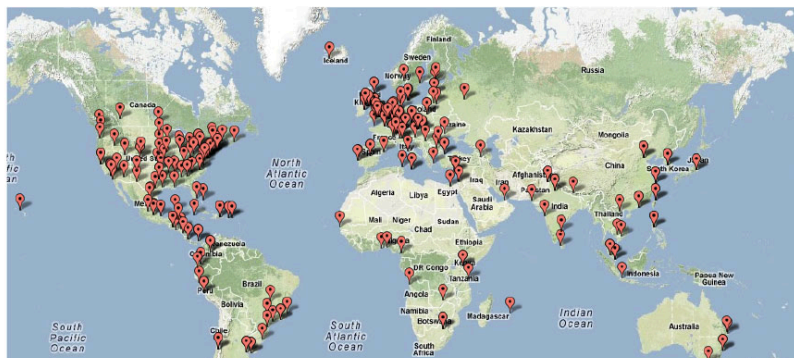 Iceland
Finland
Sweden
Norway
Russia
Canada
Kazakhstan
Mongolia
North
Atlantic
Ocean
China
South Korea
Afghanistan
Pakistan
Iraq
Iran
Algeria
Libya
Egypt
Saudi
Arabia
India
Thailand
Mali
Niger
Chad
Sudan
Ethiopia
Venezuela
Colombia
DR Congo
Kenya
Tanzania
Indonesia
Papua New
Guinea
Peru
Brazil
Bolivia
Angola
Namibia
Botswana
Madagascar
Indian
Ocean
Australia
Chile
South
Pacific
Ocean
South
Atlantic
Ocean
South
Africa